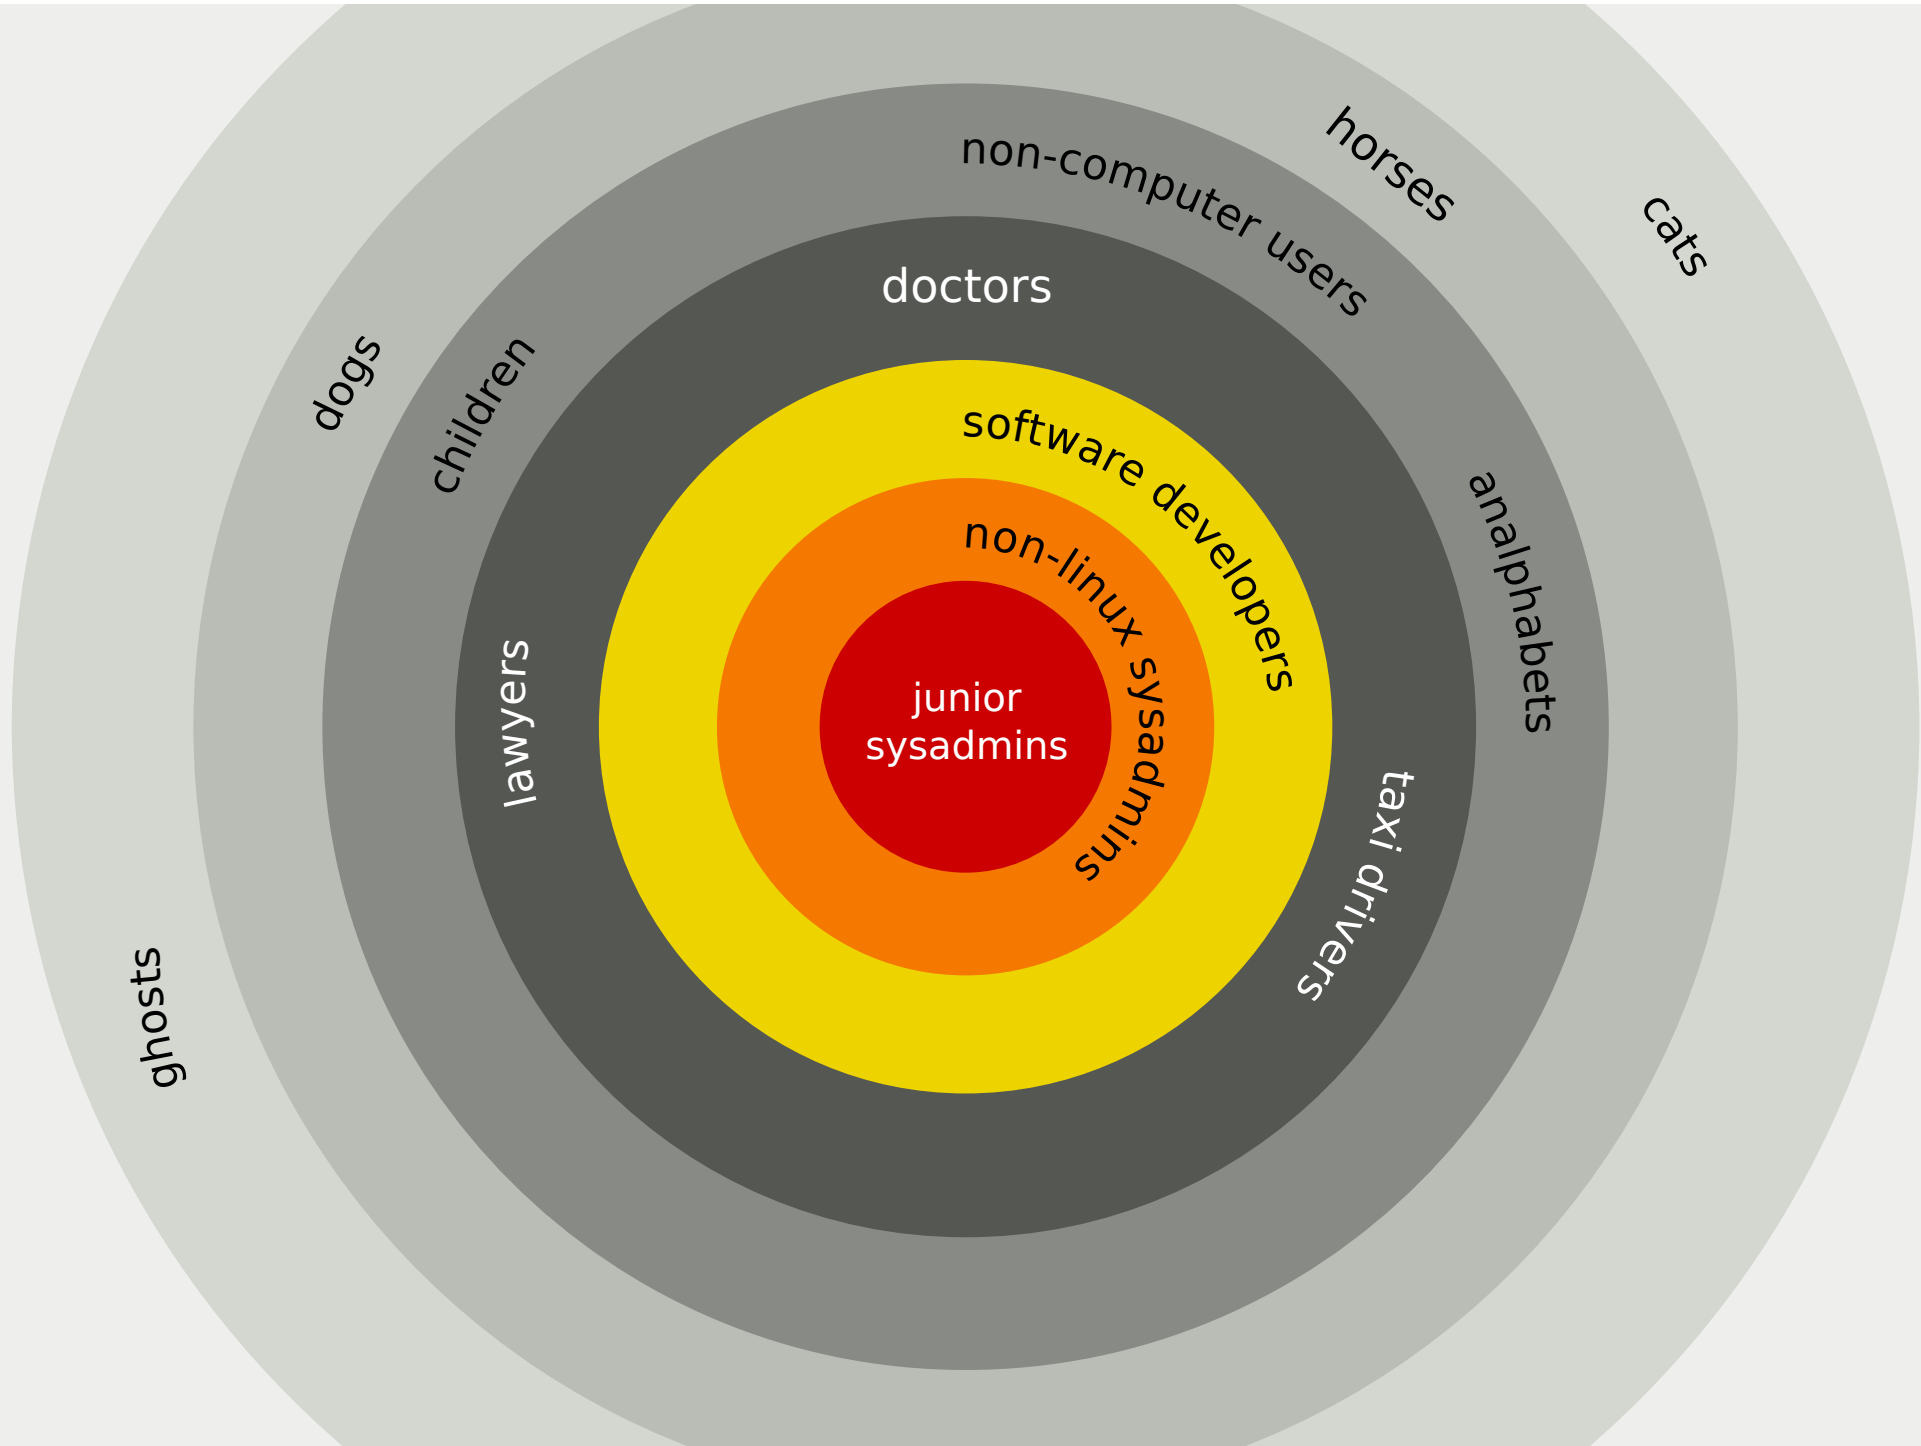 horses
non-computer users
cats
doctors
dogs
children
software developers
analphabets
non-linux sysadmins
lawyers
junior
sysadmins
taxi drivers
ghosts